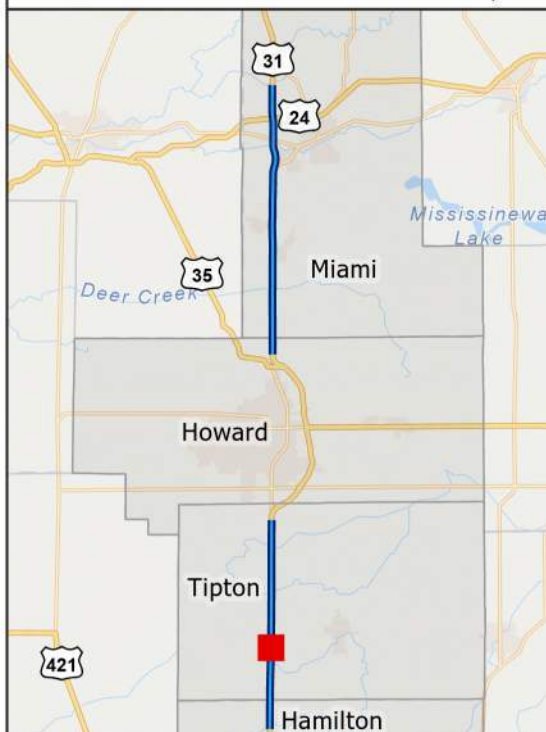 31
24
Mississinewa
Lake
Miami
35
Deer Creek
Howard
Tipton
421
Hamilton